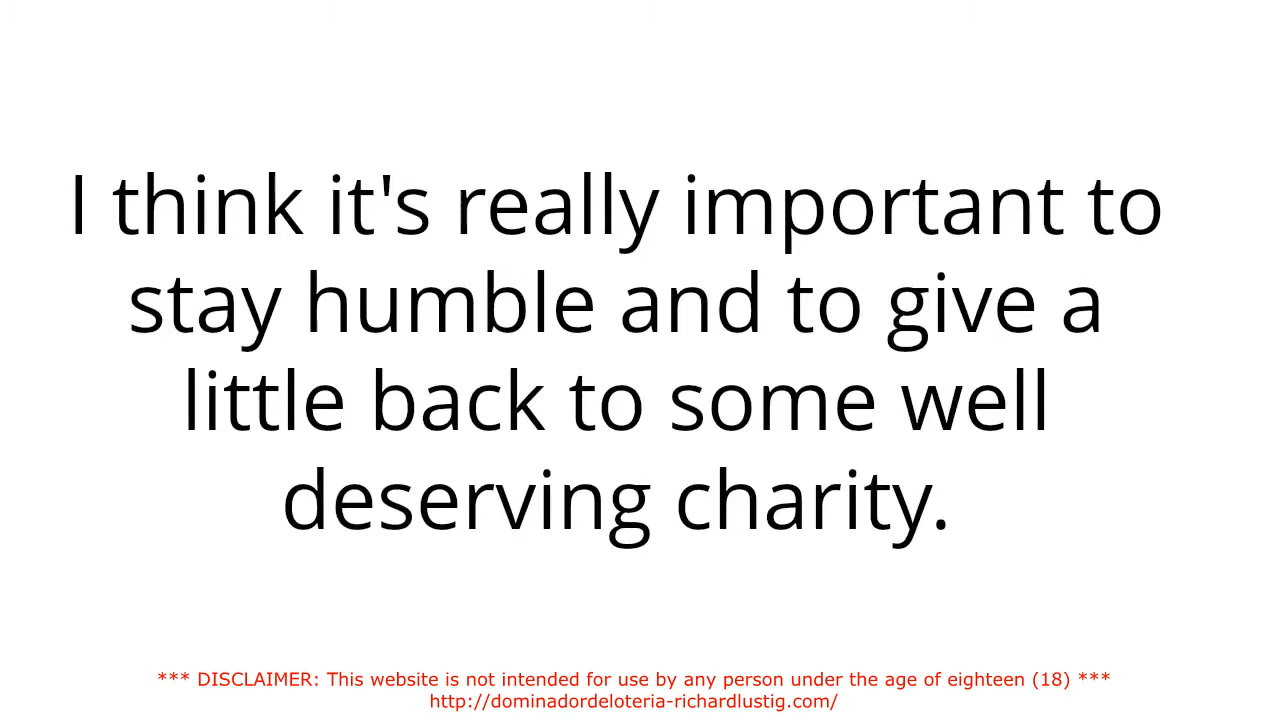 I think it's really important to
stay humble and to give a
little back to some well
deserving charity.
*** DISCLAIMER: This website is not intended for use by any person under the age of eighteen (18) ***
http://dominadordeloteria-richardlustig.com/